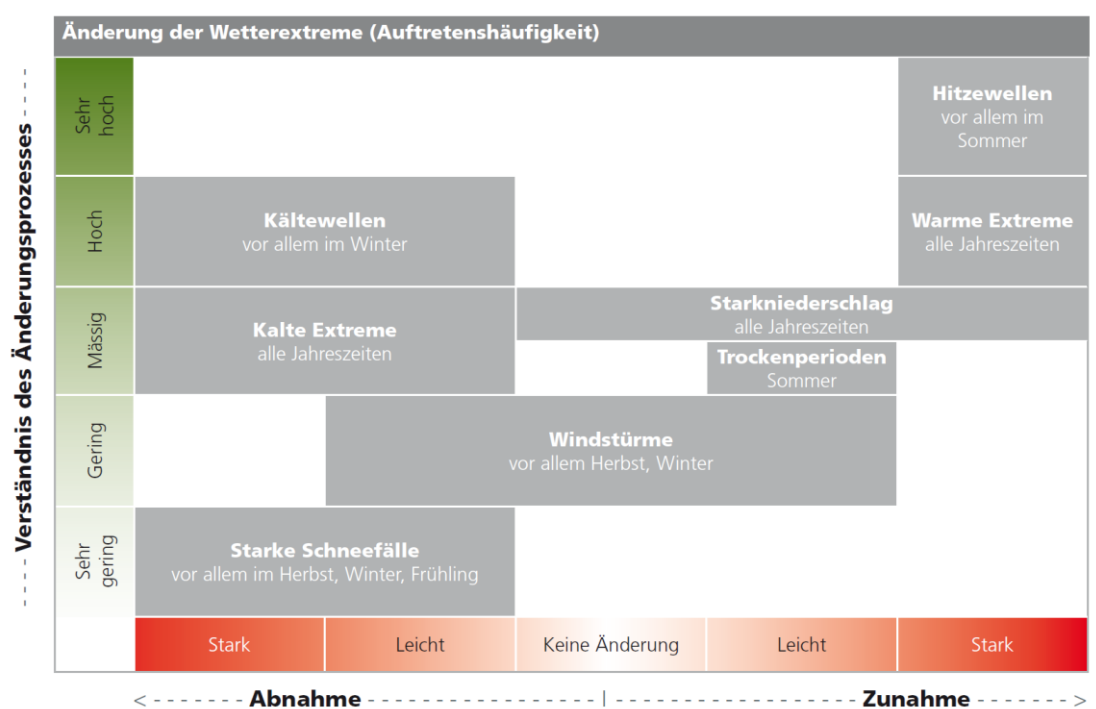 Änderung der Wetterextreme (Auftretenshäufigkeit)
Verständnis des Änderungsprozesses
Sehr
hoch
Hitzewellen
vor allem im
Sommer
Hoch
Kältewellen
vor allem im Winter
Warme Extreme
alle Jahreszeiten
Mässig
Kalte Extreme
alle Jahreszeiten
Starkniederschlag
alle Jahreszeiten
Trockenperioden
Sommer
Gering
Windstürme
vor allem Herbst, Winter
Sehr
gering
Starke Schneefälle
vor allem im Herbst, Winter, Frühling
Stark
Leicht
Keine Änderung
Leicht
Stark
Abnahme
Zunahme